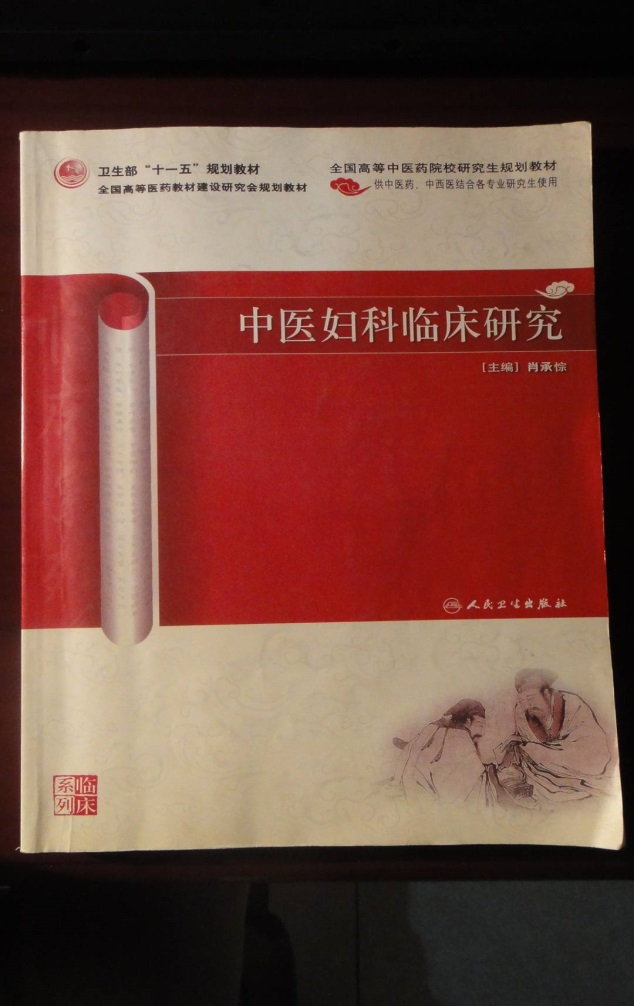 卫生部“十一五”规划教材
全国高等医药教材建设研究会规划教材
全国高等中医药院校研究生规划教材
供中医药、中西医结合各专业研究生使用
中医妇科临床研究
[主编] 肖承悰
人民卫生出版社
临床
系列